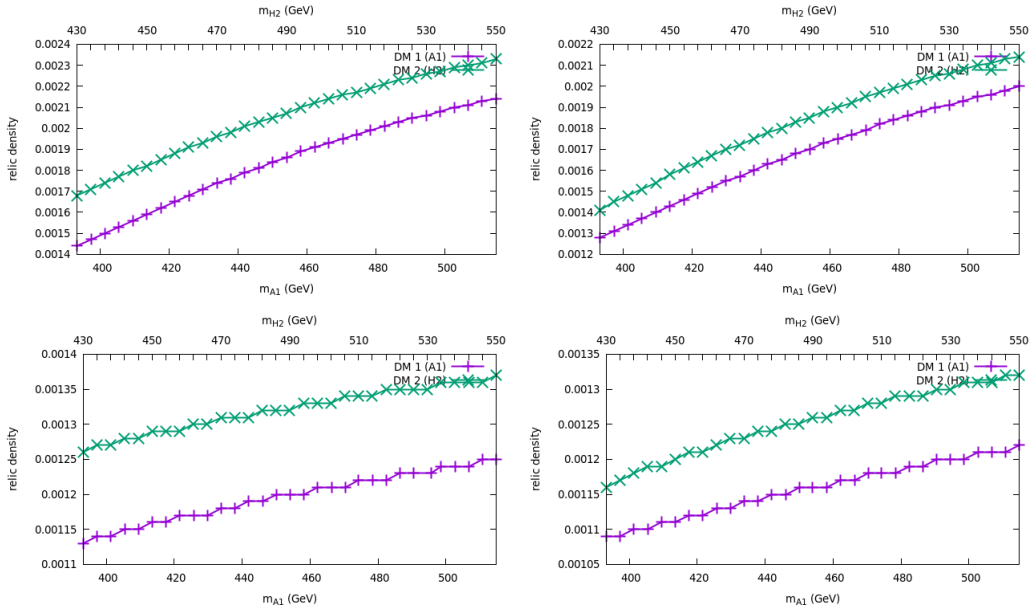 m_H2 (GeV)
430 450 470 490 510 530 550
0.0024
0.0023
0.0022
0.0021
0.002
0.0019
0.0018
0.0017
0.0016
0.0015
0.0014
relic density
DM 1 (A1)
DM 2 (H2)
400 420 440 460 480 500
m_A1 (GeV)
m_H2 (GeV)
430 450 470 490 510 530 550
0.0022
0.0021
0.002
0.0019
0.0018
0.0017
0.0016
0.0015
0.0014
0.0013
0.0012
relic density
DM 1 (A1)
DM 2 (H2)
400 420 440 460 480 500
m_A1 (GeV)
m_H2 (GeV)
430 450 470 490 510 530 550
0.0014
0.00135
0.0013
0.00125
0.0012
0.00115
0.0011
relic density
DM 1 (A1)
DM 2 (H2)
400 420 440 460 480 500
m_A1 (GeV)
m_H2 (GeV)
430 450 470 490 510 530 550
0.00135
0.0013
0.00125
0.0012
0.00115
0.0011
0.00105
relic density
DM 1 (A1)
DM 2 (H2)
400 420 440 460 480 500
m_A1 (GeV)